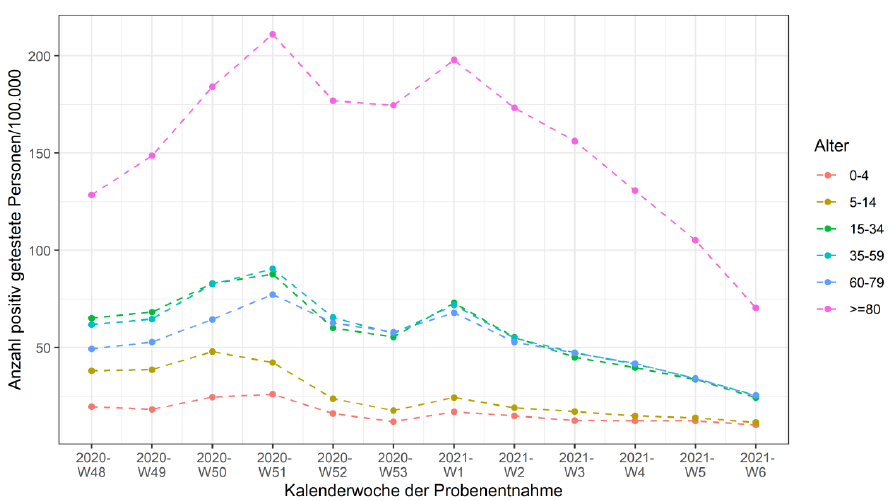 Anzahl positiv getestete Personen/100.000
200
150
100
50
2020-
W48
2020-
W49
2020-
W50
2020-
W51
2020-
W52
2020-
W53
2021-
W1
2021-
W2
2021-
W3
2021-
W4
2021-
W5
2021-
W6
Kalenderwoche der Probenentnahme
Alter
0-4
5-14
15-34
35-59
60-79
>=80